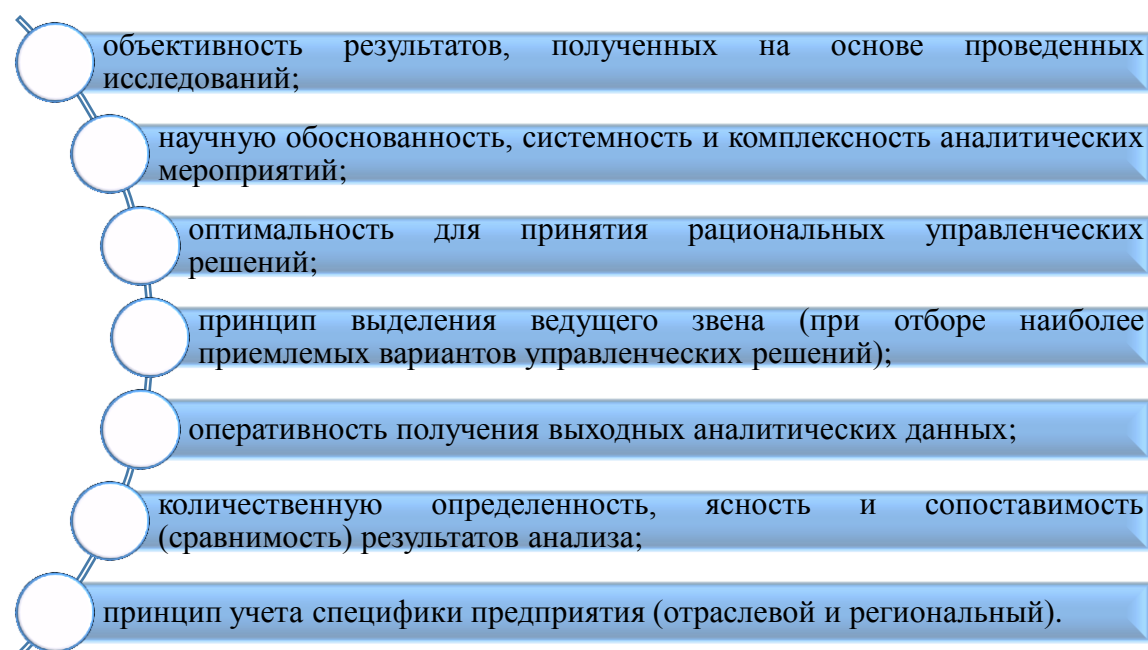 объективность результатов, полученных на основе проведенных
исследований;
научную обоснованность, системность и комплексность аналитических
мероприятий;
оптимальность для принятия рациональных управленческих
решений;
принцип выделения ведущего звена (при отборе наиболее
приемлемых вариантов управленческих решений);
оперативность получения выходных аналитических данных;
количественную определенность, ясность и сопоставимость
(сравнимость) результатов анализа;
принцип учета специфики предприятия (отраслевой и региональный).